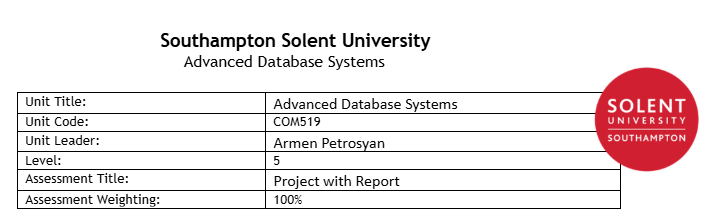 Southampton Solent University
Advanced Database Systems
Unit Title: Advanced Database Systems
Unit Code: COM519
Unit Leader: Armen Petrosyan
Level: 5
Assessment Title: Project with Report
Assessment Weighting: 100%
SOLENT
UNIVERSITY
SOUTHAMPTON